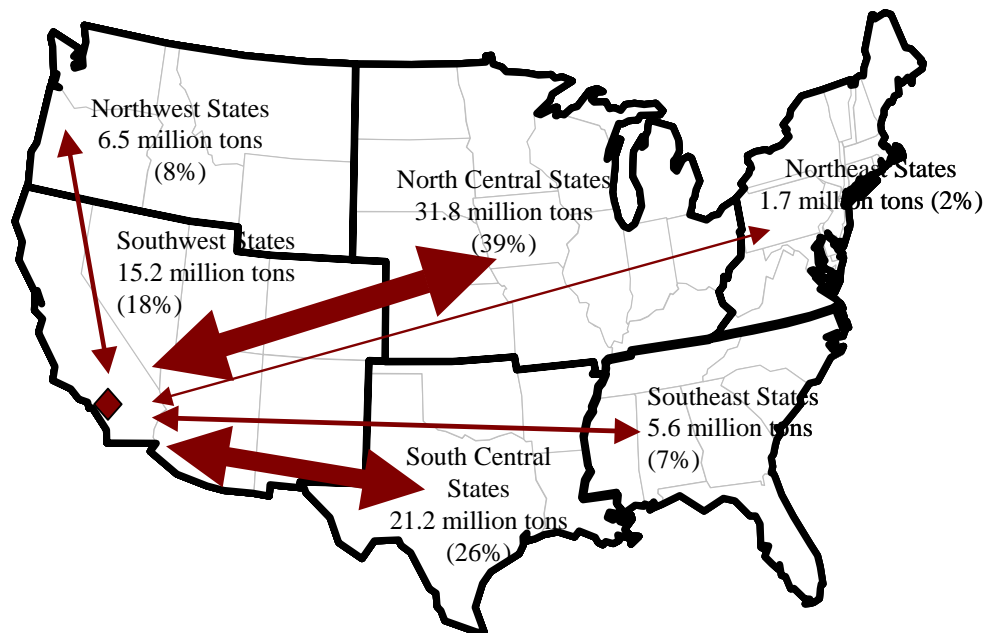 Northwest States
6.5 million tons
(8%)
North Central States
31.8 million tons
(39%)
Northeast States
1.7 million tons (2%)
Southwest States
15.2 million tons
(18%)
Southeast States
5.6 million tons
(7%)
South Central
States
21.2 million tons
(26%)